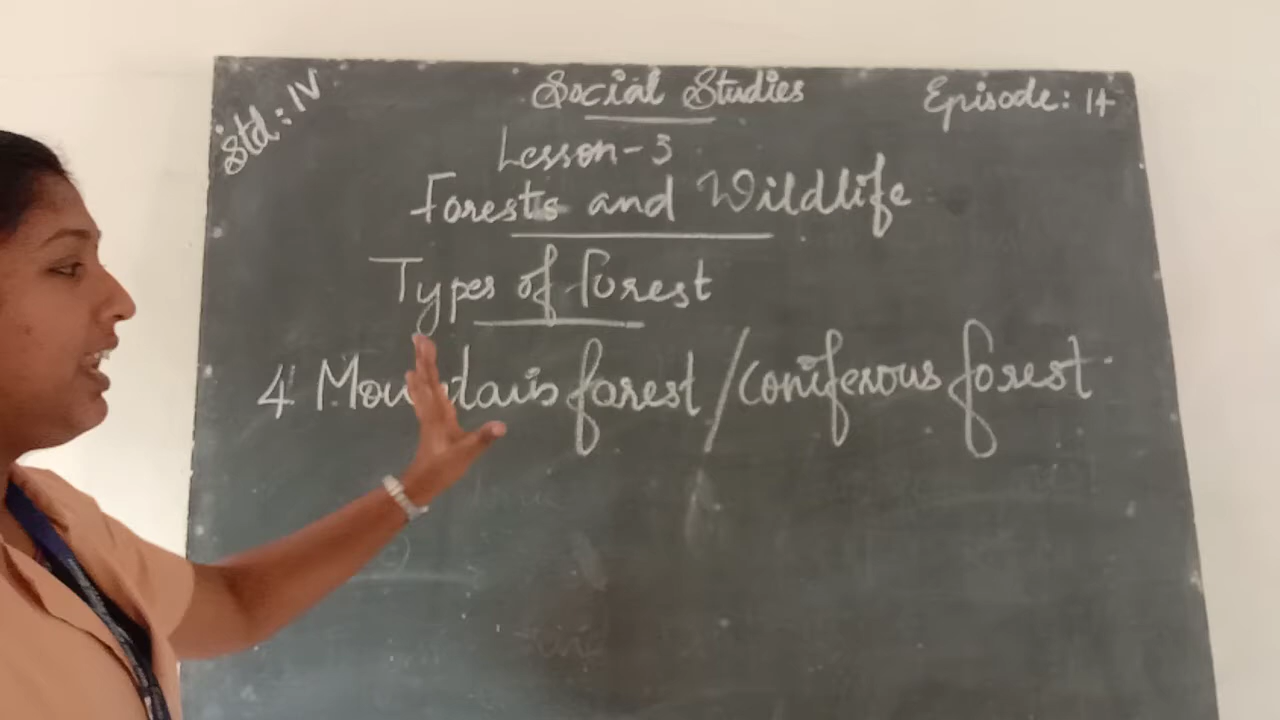 Std: IV
Social Studies
Episode: 14
Lesson-3
Forests and Wildlife
Types of forest
4 forest / Coniferous forest